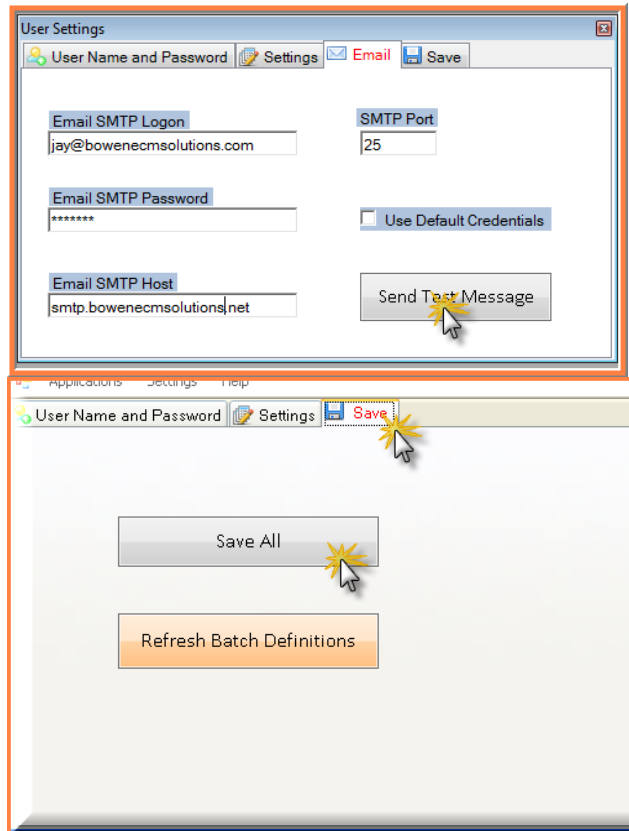 User Settings
User Name and Password Settings Email Save
Email SMTP Logon SMTP Port
jay@bowenecmsolutions.com 25
Email SMTP Password
******* Use Default Credentials
Email SMTP Host
smtp.bowenecmsolutions.net Send Test Message
Applications Settings Help
User Name and Password Settings Save
Save All
Refresh Batch Definitions